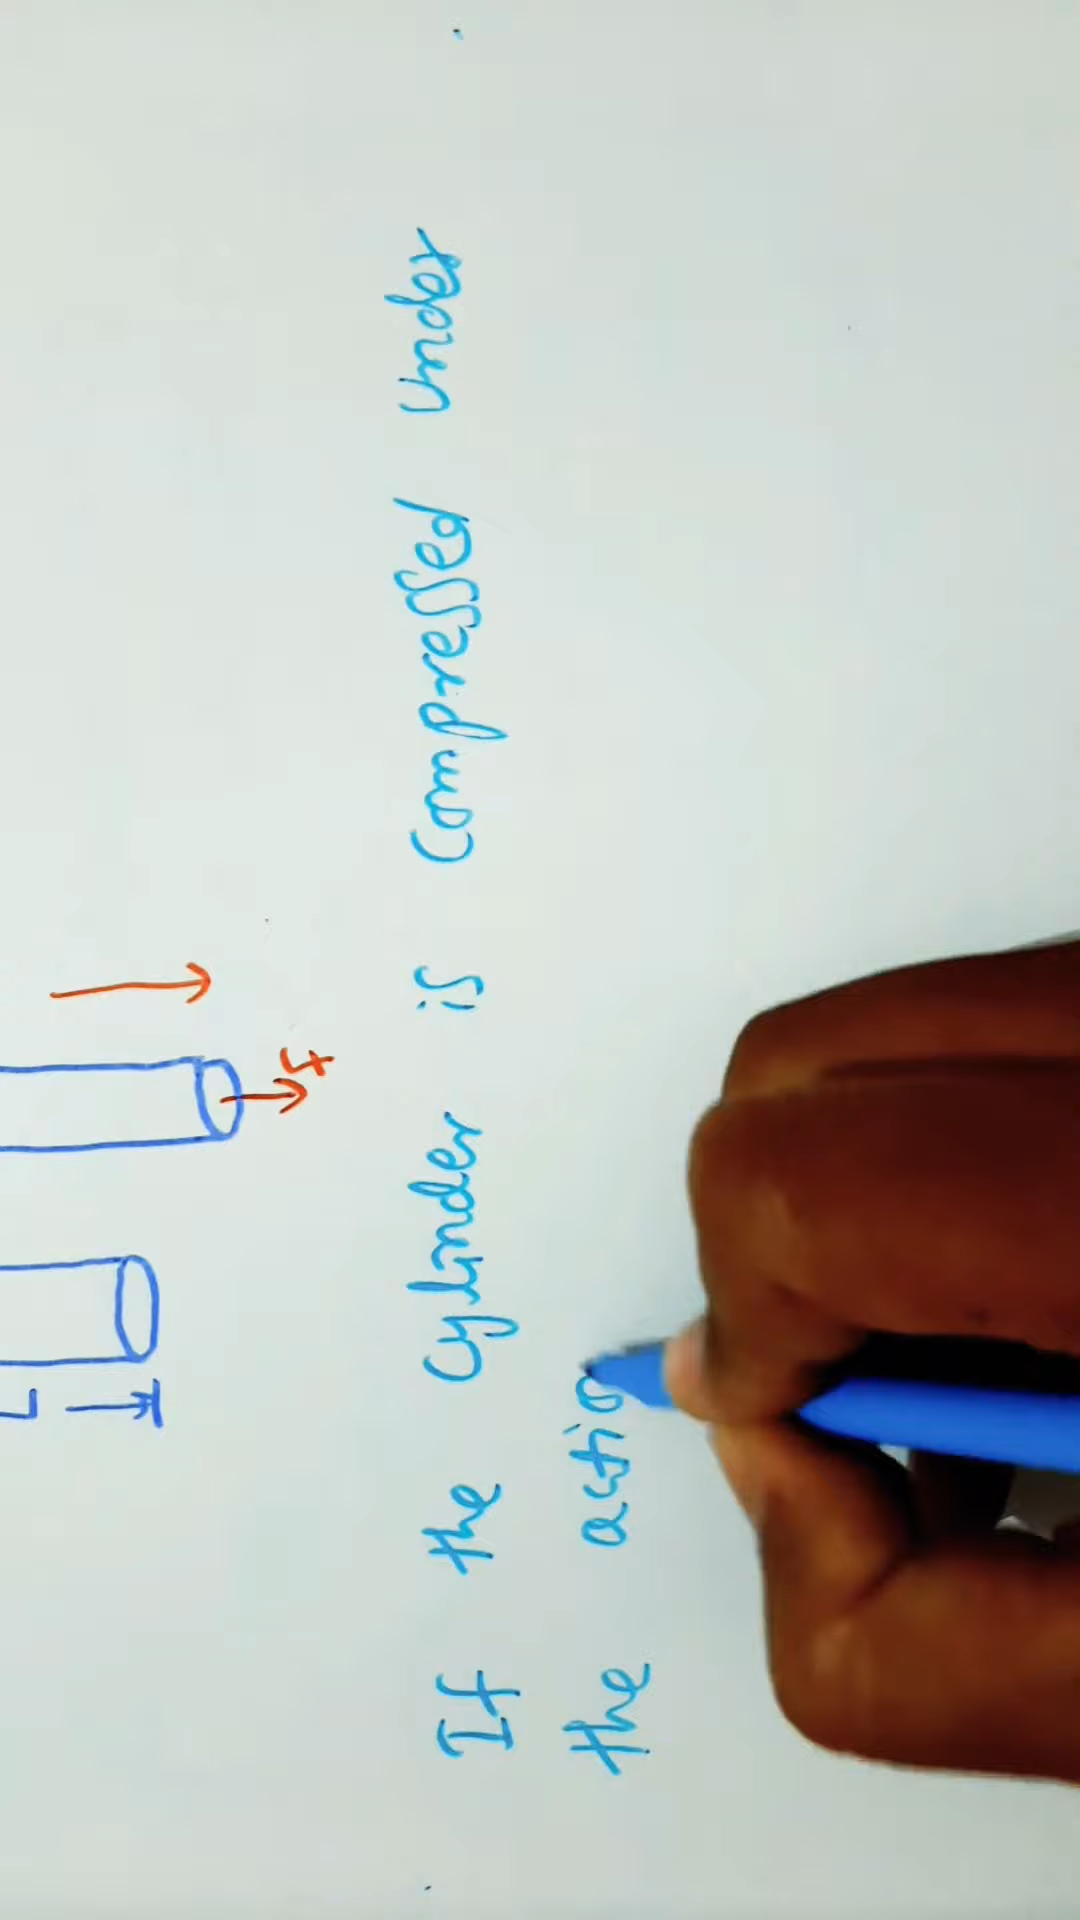 F
L
If the cylinder is compressed under
the actio